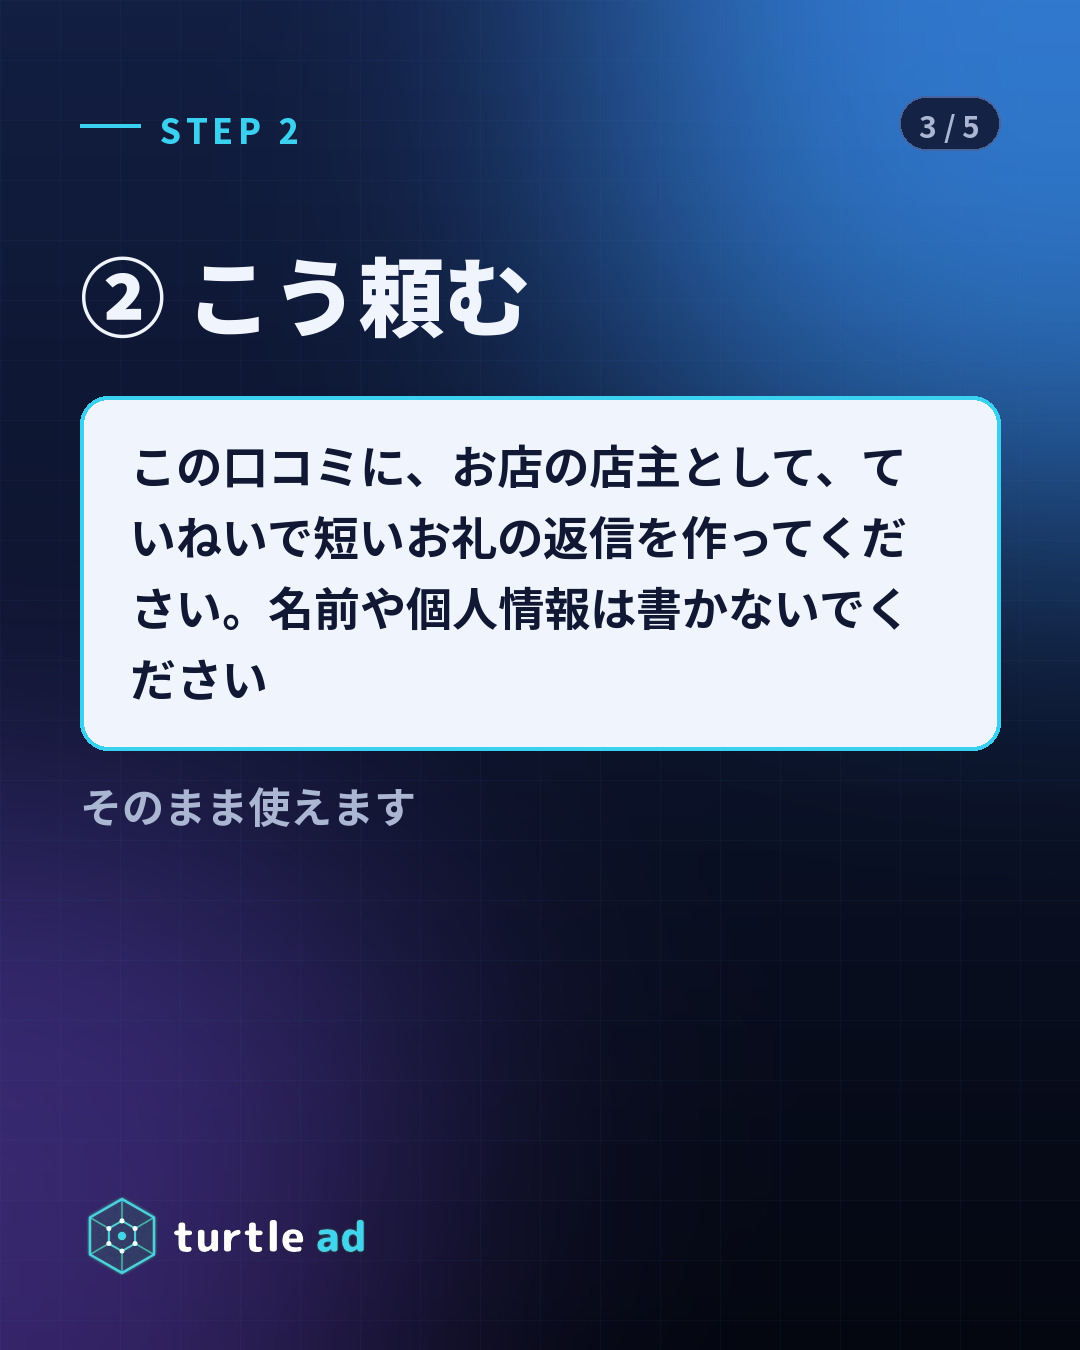 STEP 2
3 / 5
② こう頼む
この口コミに、お店の店主として、て
いねいで短いお礼の返信を作ってくだ
さい。名前や個人情報は書かないでく
ださい
そのまま使えます
turtle ad